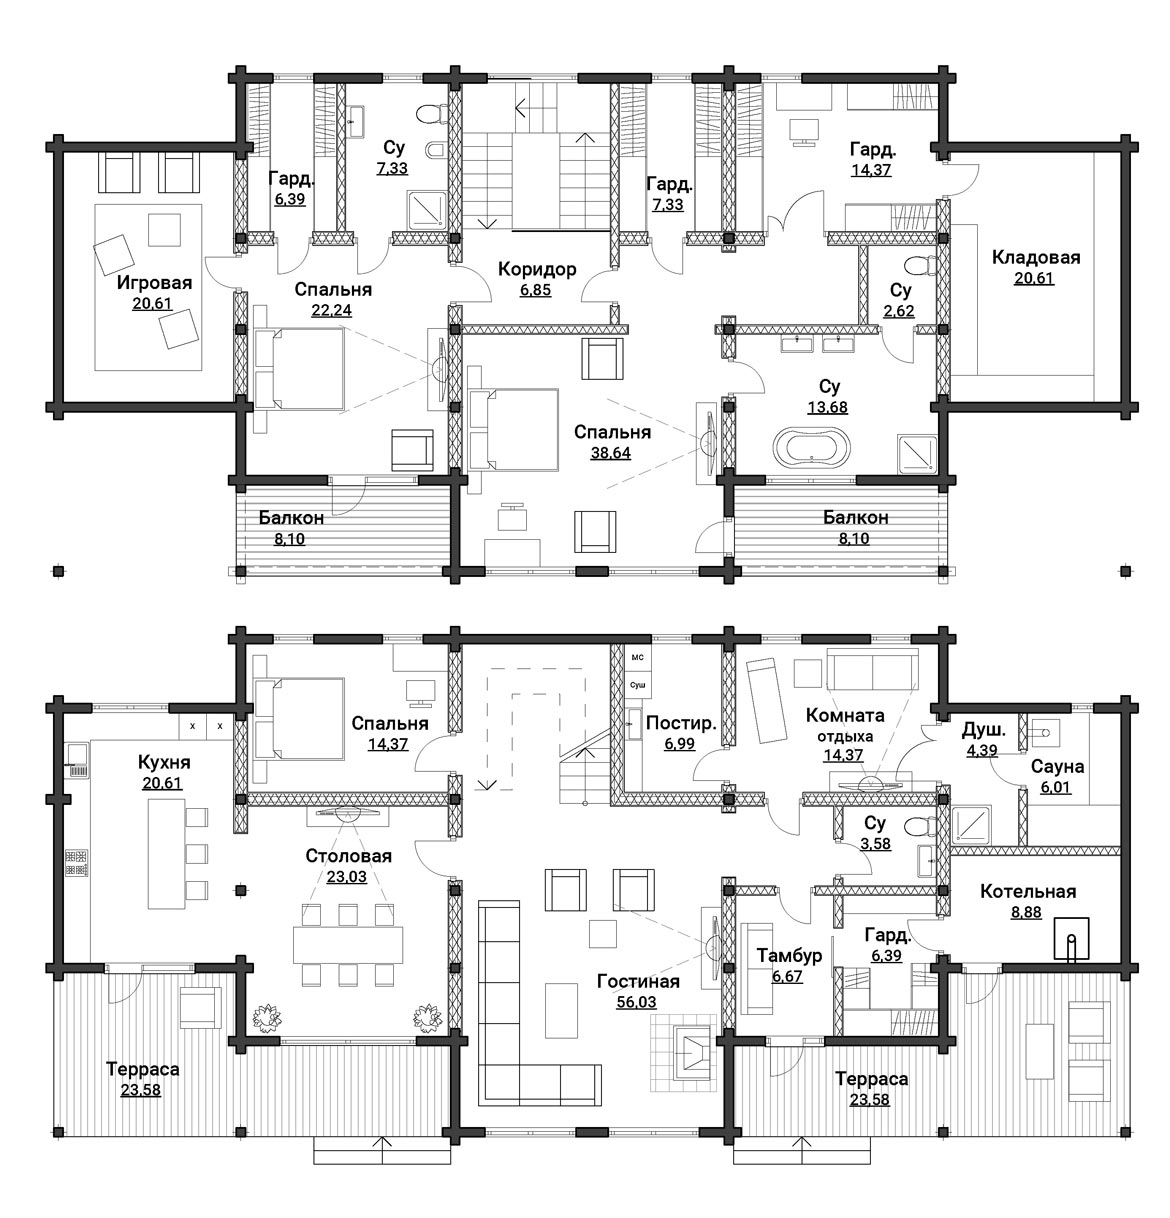 Су
7,33
Гард.
14,37
Гард.
6,39
Гард.
7,33
Кладовая
20,61
Коридор
6,85
Игровая
20,61
Спальня
22,24
Су
2,62
Су
13,68
Спальня
38,64
Балкон
8,10
Балкон
8,10
МС
Суш
Спальня
14,37
Постир.
6,99
Комната
отдыха
14,37
Душ.
4,39
x x
Кухня
20,61
Сауна
6,01
Су
3,58
Столовая
23,03
Котельная
8,88
Гард.
6,39
Тамбур
6,67
Гостиная
56,03
Терраса
23,58
Терраса
23,58